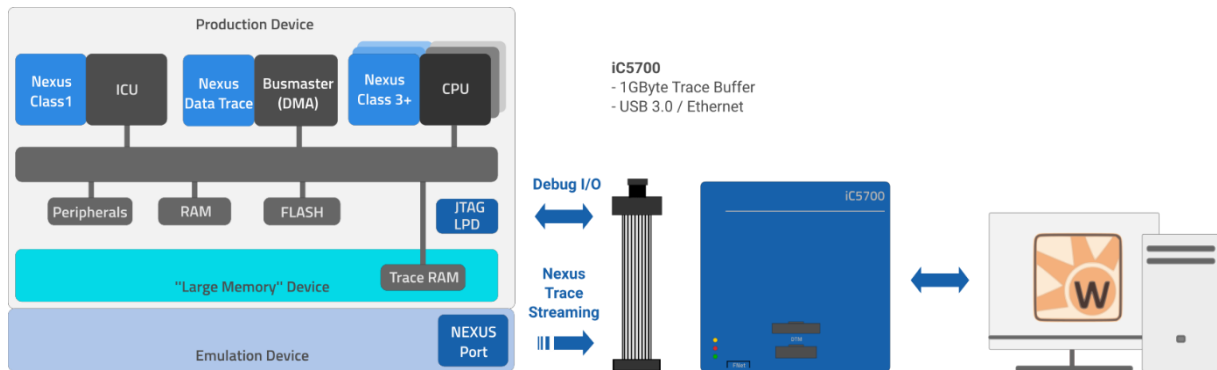 Production Device
Nexus
Class1
ICU
Nexus
Data Trace
Busmaster
(DMA)
Nexus
Class 3+
CPU
Peripherals
RAM
FLASH
JTAG
LPD
Trace RAM
"Large Memory" Device
NEXUS
Port
Emulation Device
Debug I/O
Nexus
Trace
Streaming
iC5700
- 1GByte Trace Buffer
- USB 3.0 / Ethernet
iC5700
DTM
FNet
W